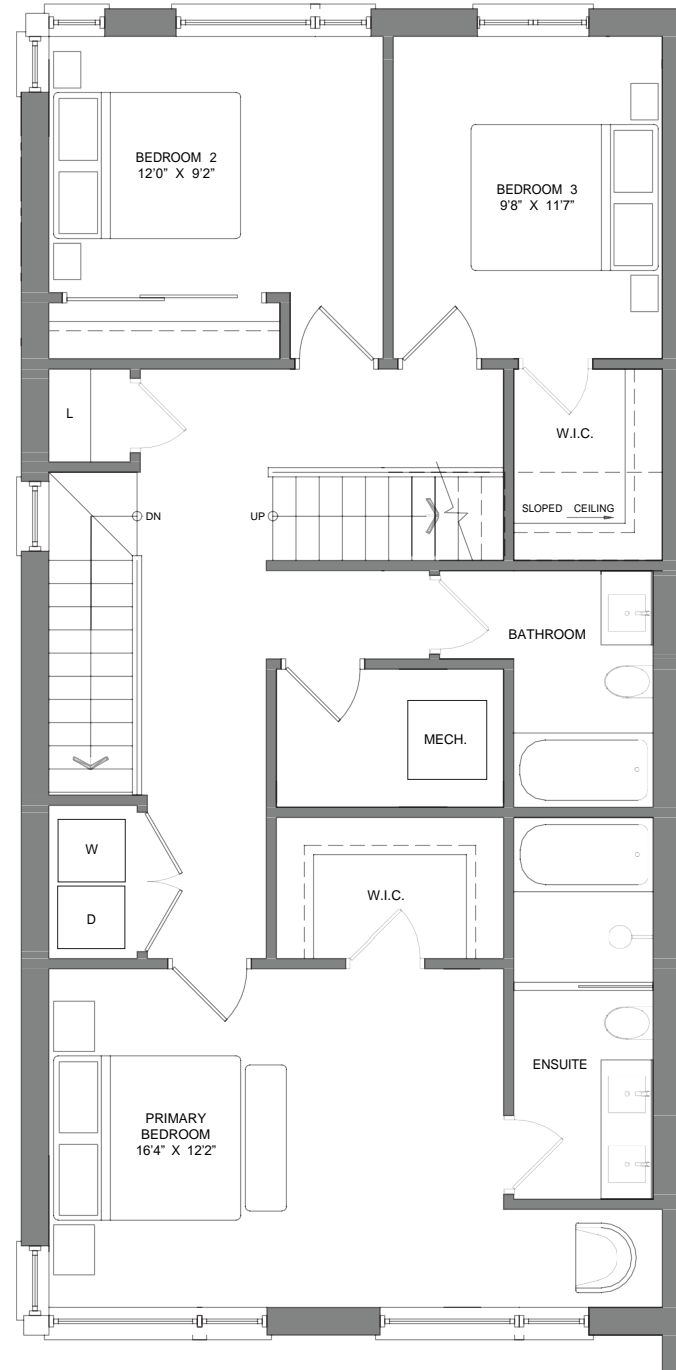 BEDROOM 2
12'0" X 9'2"
BEDROOM 3
9'8" X 11'7"
L
W.I.C.
SLOPED CEILING
DN
UP
BATHROOM
MECH.
W
D
W.I.C.
ENSUITE
PRIMARY
BEDROOM
16'4" X 12'2"